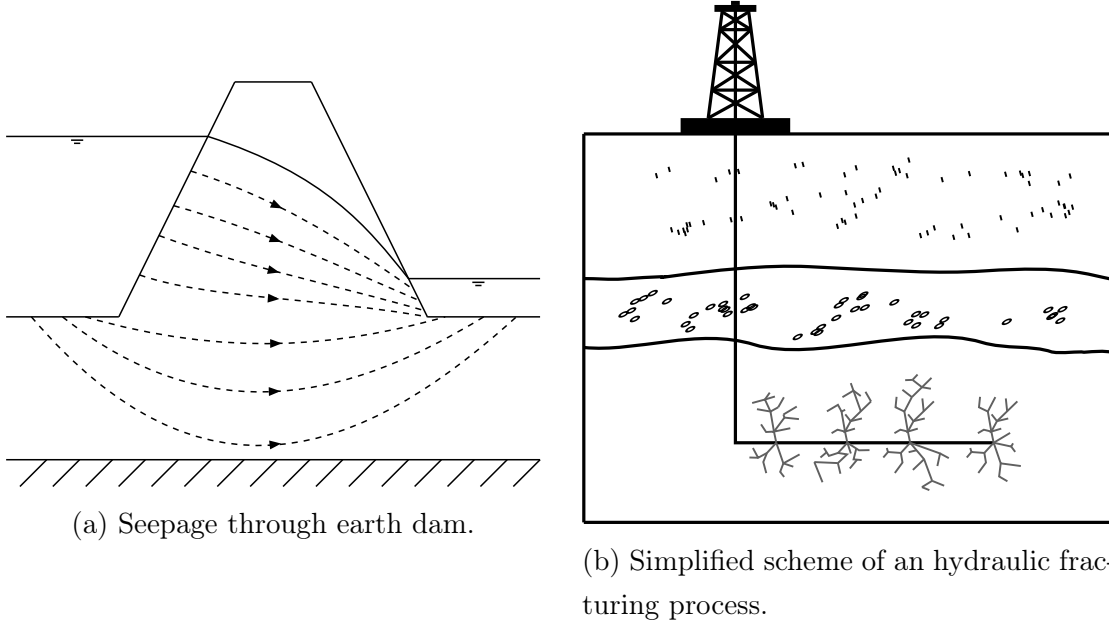 (a) Seepage through earth dam.
(b) Simplified scheme of an hydraulic frac-
turing process.